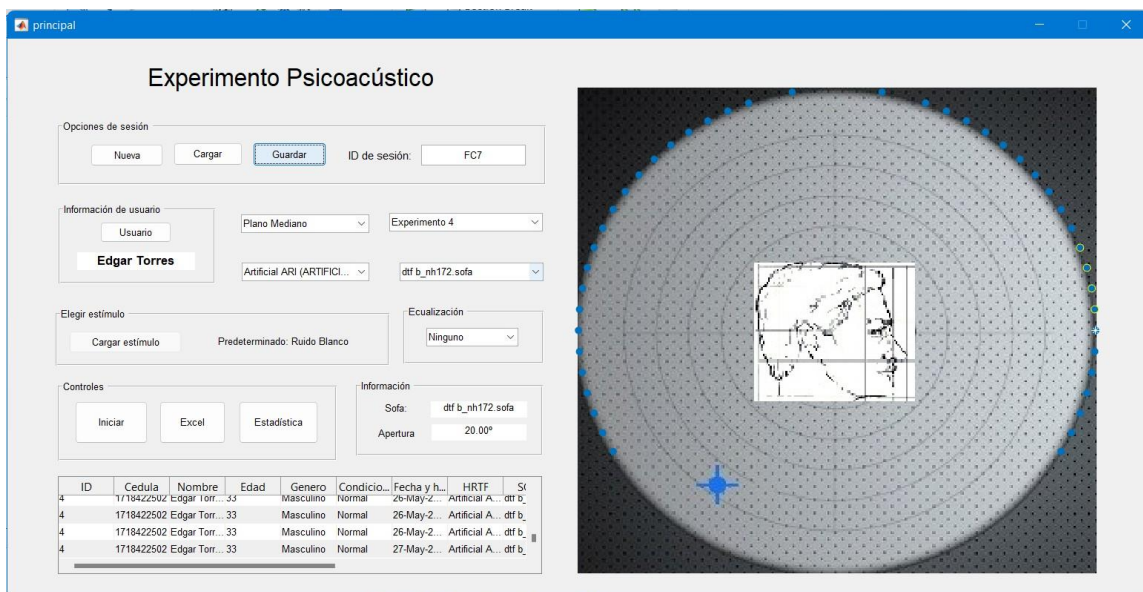 principal
Experimento Psicoacústico
Opciones de sesión
Nueva Cargar Guardar ID de sesión: FC7
Información de usuario
Usuario
Edgar Torres
Plano Mediano Experimento 4
Artificial ARI (ARTIFICI... dtf b_nh172.sofa
Elegir estímulo
Cargar estímulo Predeterminado: Ruido Blanco
Ecualización
Ninguno
Controles
Iniciar Excel Estadística
Información
Sofa: dtf b_nh172.sofa
Apertura 20.00º
ID Cedula Nombre Edad Genero Condicio... Fecha y h... HRTF SO
4 1718422502 Edgar Torr... 33 Masculino Normal 26-May-2... Artificial A... dtf b_
4 1718422502 Edgar Torr... 33 Masculino Normal 26-May-2... Artificial A... dtf b_
4 1718422502 Edgar Torr... 33 Masculino Normal 26-May-2... Artificial A... dtf b_
4 1718422502 Edgar Torr... 33 Masculino Normal 27-May-2... Artificial A... dtf b_